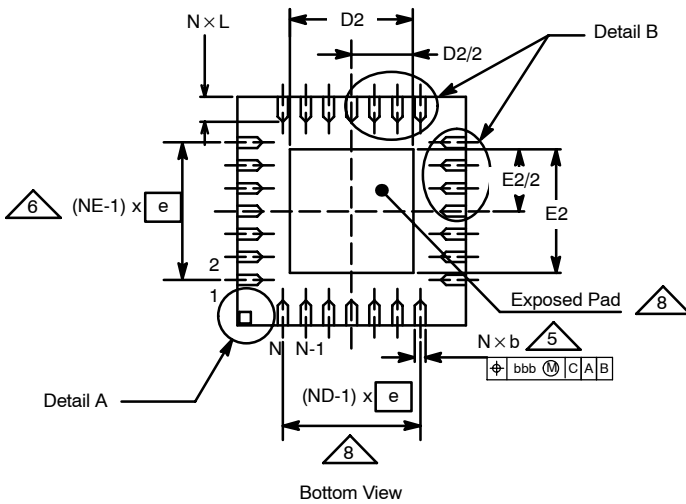 N×L
D2
Detail B
D2/2
E2/2
E2
6
(NE-1) x e
2
1
Exposed Pad
8
N×b
5
⌖ bbb Ⓜ C A B
N
N-1
Detail A
(ND-1) x e
8
Bottom View